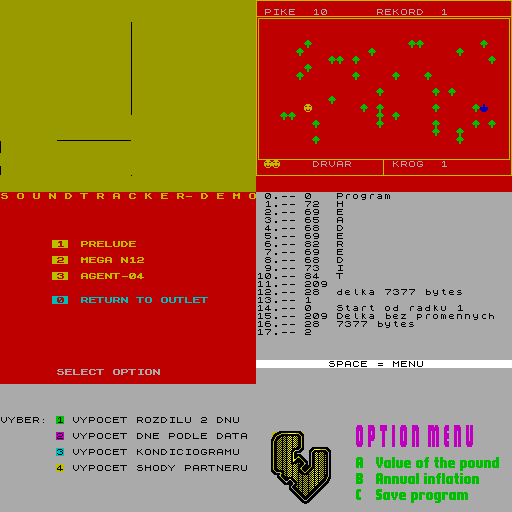 PIKE 10 REKORD 1
DRVAR KROG 1
SOUNDTRACKER-DEMO
1 PRELUDE
2 MEGA N12
3 AGENT-04
0 RETURN TO OUTLET
SELECT OPTION
0.-- 0 Program
1.-- 72 H
2.-- 69 E
3.-- 65 A
4.-- 68 D
5.-- 69 E
6.-- 82 R
7.-- 69 E
8.-- 68 D
9.-- 73 I
10.-- 84 T
11.-- 209
12.-- 28 delka 7377 bytes
13.-- 1
14.-- 0 Start od radku 1
15.-- 209 Delka bez promennych
16.-- 28 7377 bytes
17.-- 2
SPACE = MENU
VYBER: 1 VYPOCET ROZDILU 2 DNU
2 VYPOCET DNE PODLE DATA
3 VYPOCET KONDICIOGRAMU
4 VYPOCET SHODY PARTNERU
OPTION MENU
A Value of the pound
B Annual inflation
C Save program